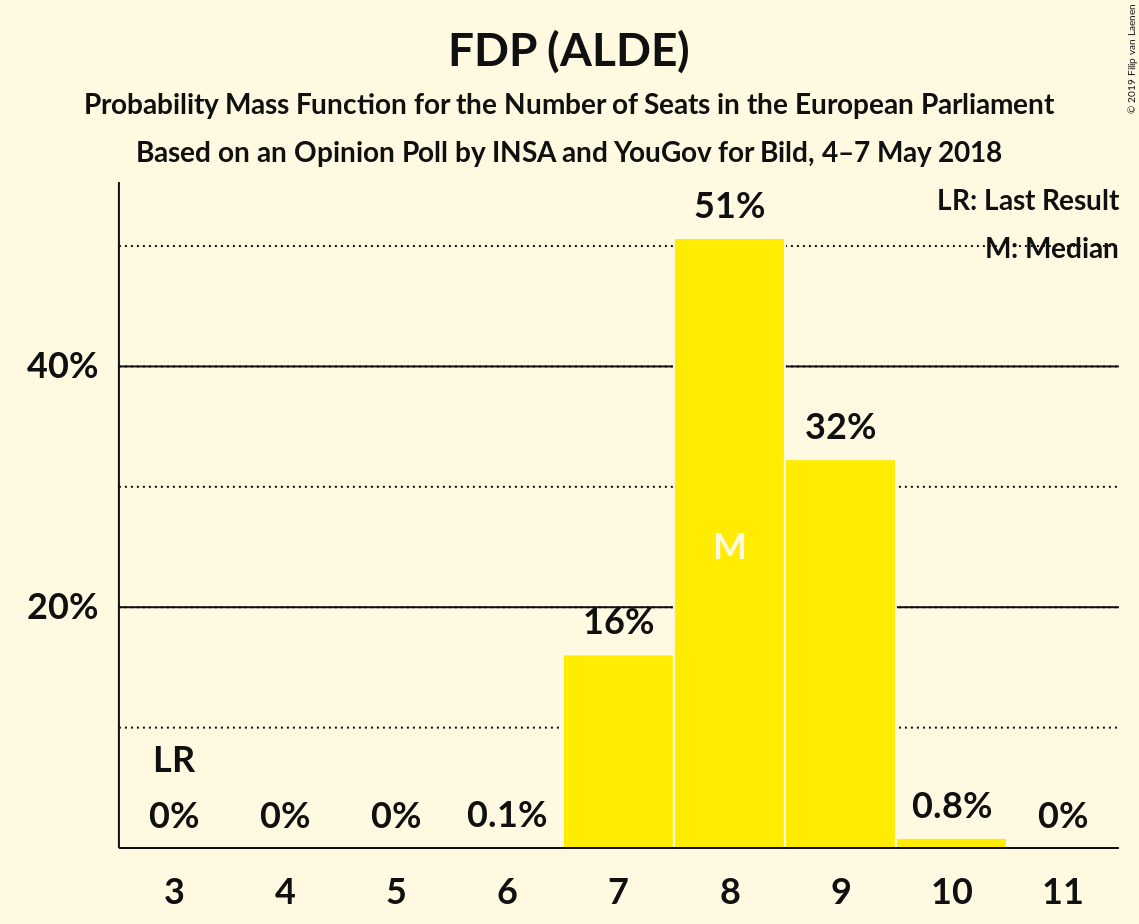 FDP (ALDE)
Probability Mass Function for the Number of Seats in the European Parliament
Based on an Opinion Poll by INSA and YouGov for Bild, 4–7 May 2018
© 2019 Filip van Laenen
LR: Last Result
M: Median
51%
40%
32%
M
20%
16%
LR
0%
0%
0%
0.1%
0.8%
0%
3 4 5 6 7 8 9 10 11